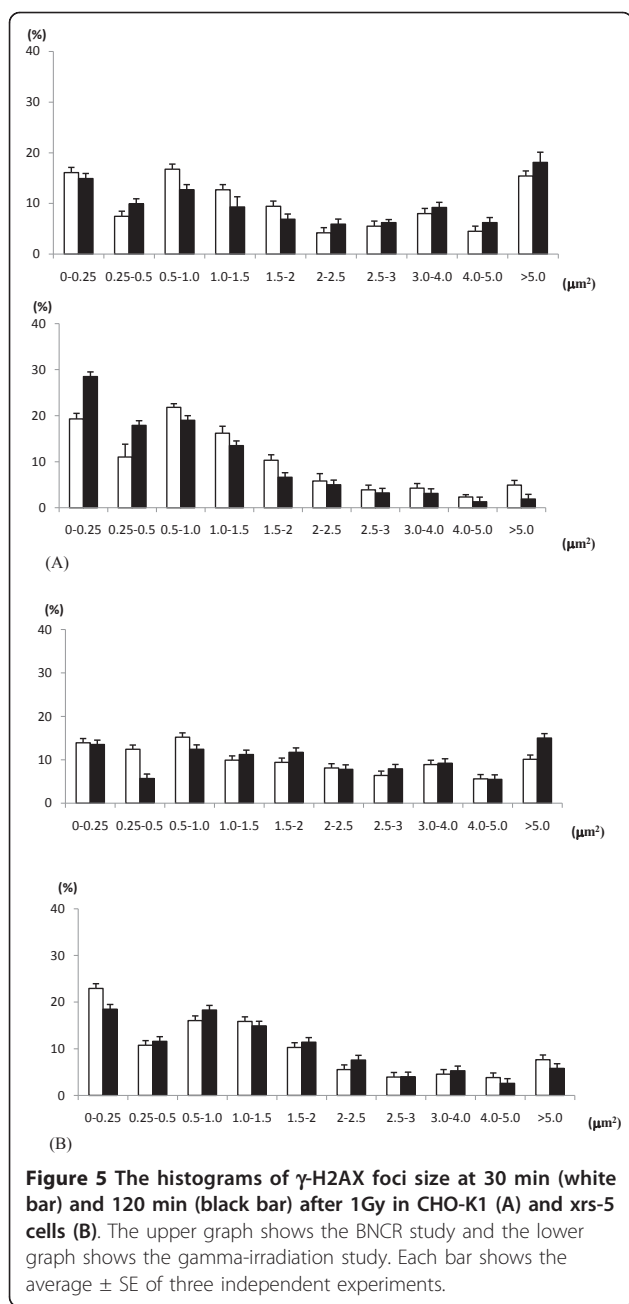 (%)
40
30
20
10
0
0-0.25 0.25-0.5 0.5-1.0 1.0-1.5 1.5-2 2-2.5 2.5-3 3.0-4.0 4.0-5.0 >5.0 (μm²)
(%)
40
30
20
10
0
0-0.25 0.25-0.5 0.5-1.0 1.0-1.5 1.5-2 2-2.5 2.5-3 3.0-4.0 4.0-5.0 >5.0 (μm²)
(A)
(%)
40
30
20
10
0
0-0.25 0.25-0.5 0.5-1.0 1.0-1.5 1.5-2 2-2.5 2.5-3 3.0-4.0 4.0-5.0 >5.0 (μm²)
(%)
40
30
20
10
0
0-0.25 0.25-0.5 0.5-1.0 1.0-1.5 1.5-2 2-2.5 2.5-3 3.0-4.0 4.0-5.0 >5.0 (μm²)
(B)
Figure 5 The histograms of γ-H2AX foci size at 30 min (white
bar) and 120 min (black bar) after 1Gy in CHO-K1 (A) and xrs-5
cells (B). The upper graph shows the BNCR study and the lower
graph shows the gamma-irradiation study. Each bar shows the
average ± SE of three independent experiments.